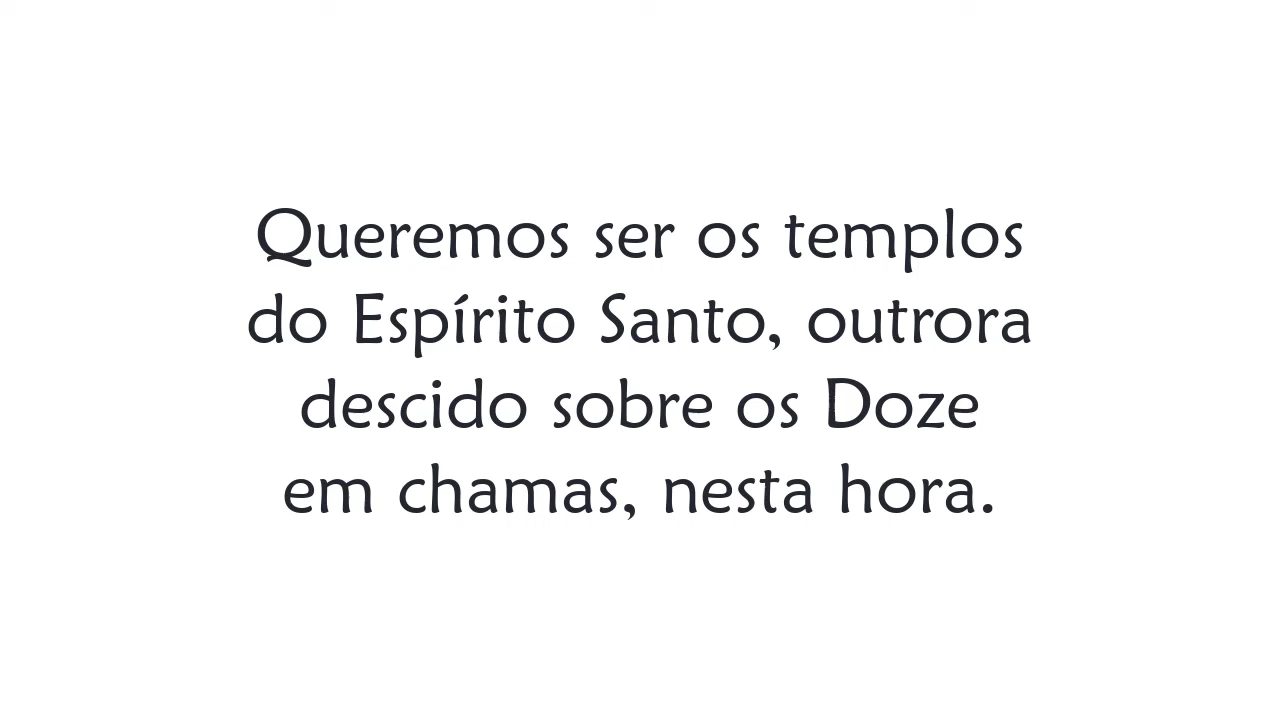 Queremos ser os templos
do Espírito Santo, outrora
descido sobre os Doze
em chamas, nesta hora.